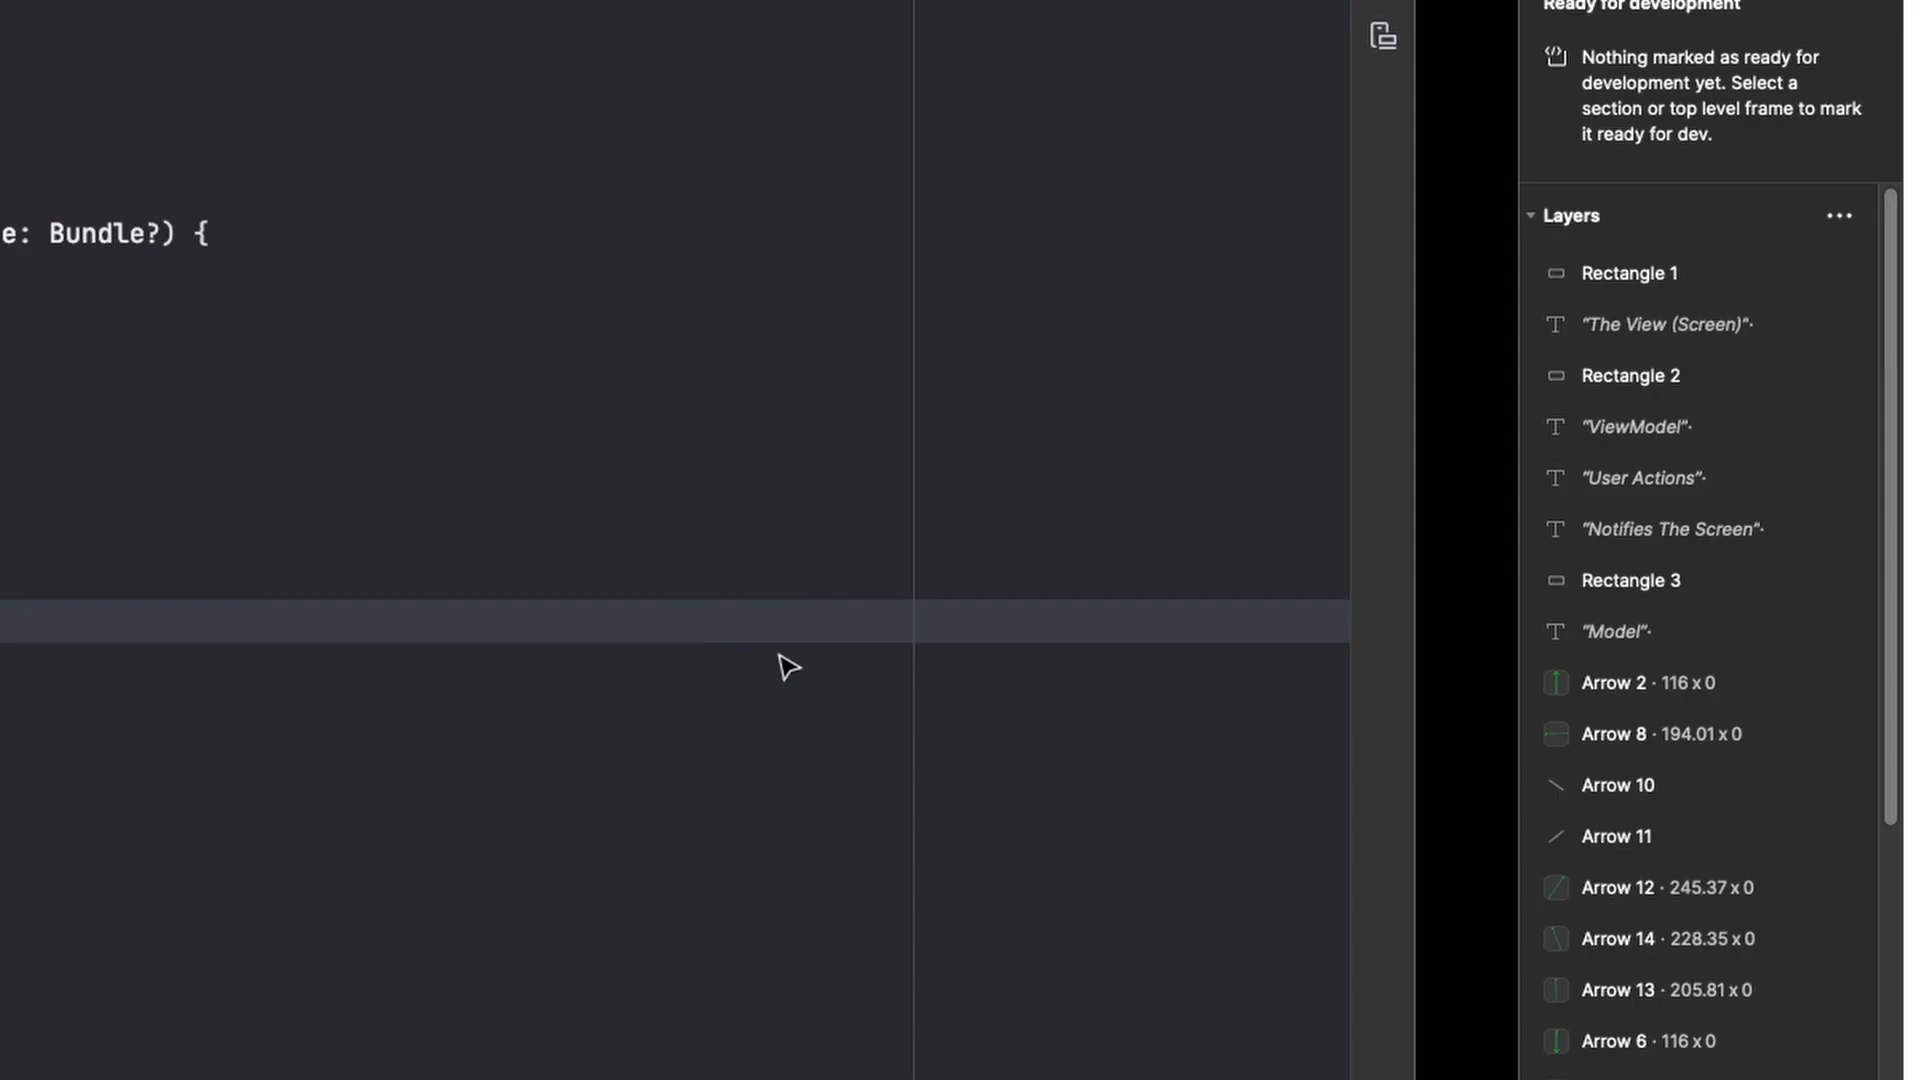 Ready for development
Nothing marked as ready for
development yet. Select a
section or top level frame to mark
it ready for dev.
e: Bundle?) {
Layers
Rectangle 1
“The View (Screen)”·
Rectangle 2
“ViewModel”·
“User Actions”·
“Notifies The Screen”·
Rectangle 3
“Model”·
Arrow 2 · 116 x 0
Arrow 8 · 194.01 x 0
Arrow 10
Arrow 11
Arrow 12 · 245.37 x 0
Arrow 14 · 228.35 x 0
Arrow 13 · 205.81 x 0
Arrow 6 · 116 x 0